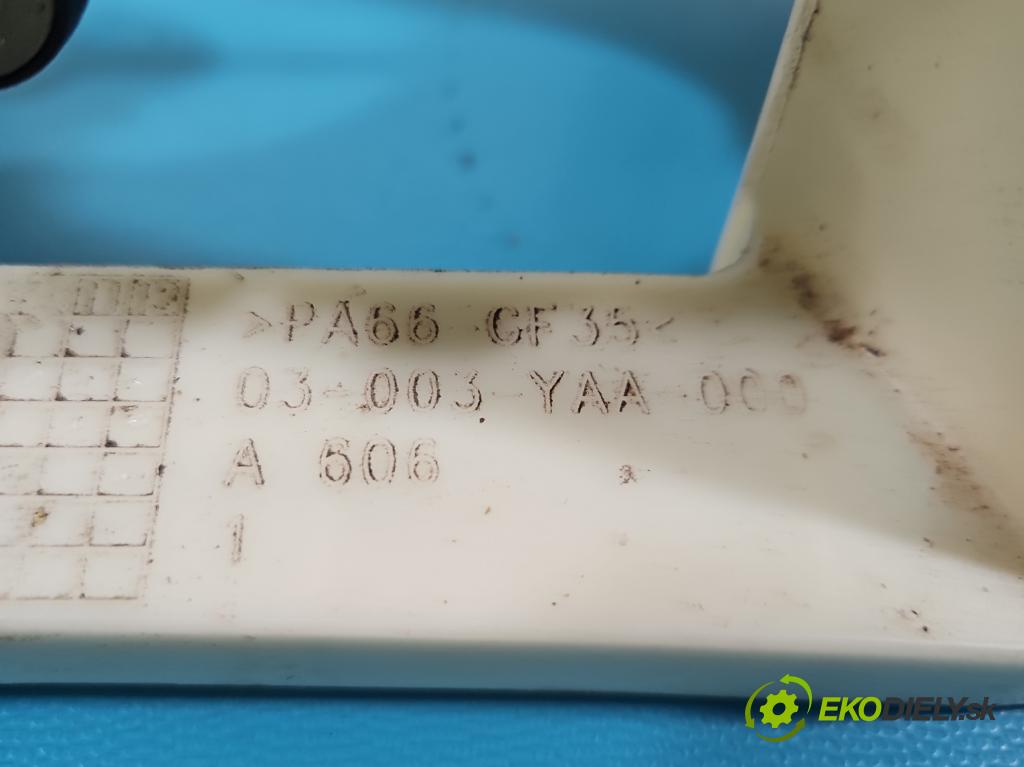 >PA66 GF35<
03-003 YAA 000
A 606
1
EKODIELY.sk